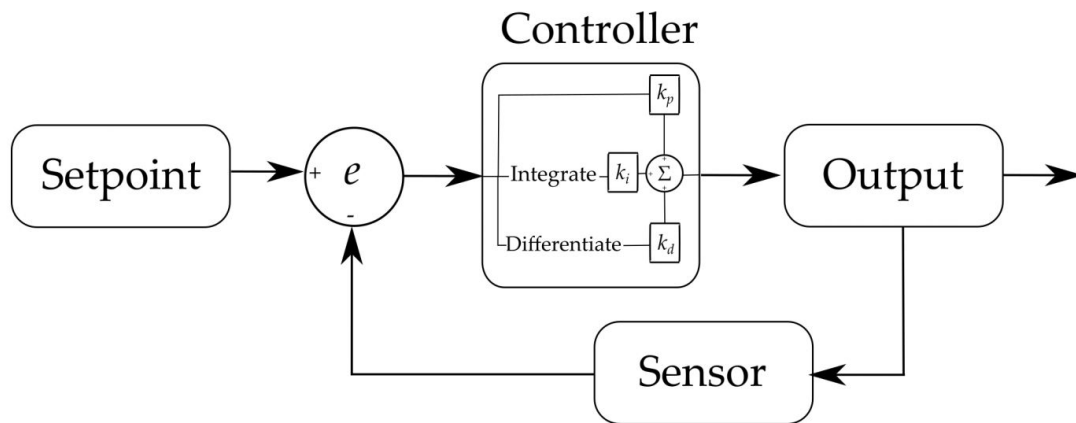 Controller
k_p
Setpoint
+
e
-
Integrate
k_i
+
+
Σ
+
Differentiate
k_d
Output
Sensor